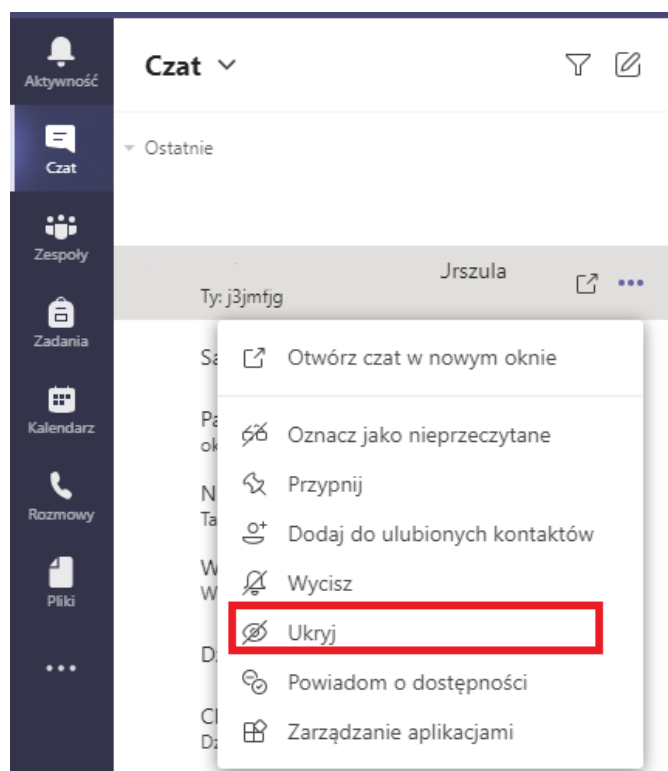 Aktywność
Czat
Zespoły
Zadania
Kalendarz
Rozmowy
Pliki
Czat
Ostatnie
Jrszula
Ty: j3jmfjg
Otwórz czat w nowym oknie
Oznacz jako nieprzeczytane
Przypnij
Dodaj do ulubionych kontaktów
Wycisz
Ukryj
Powiadom o dostępności
Zarządzanie aplikacjami